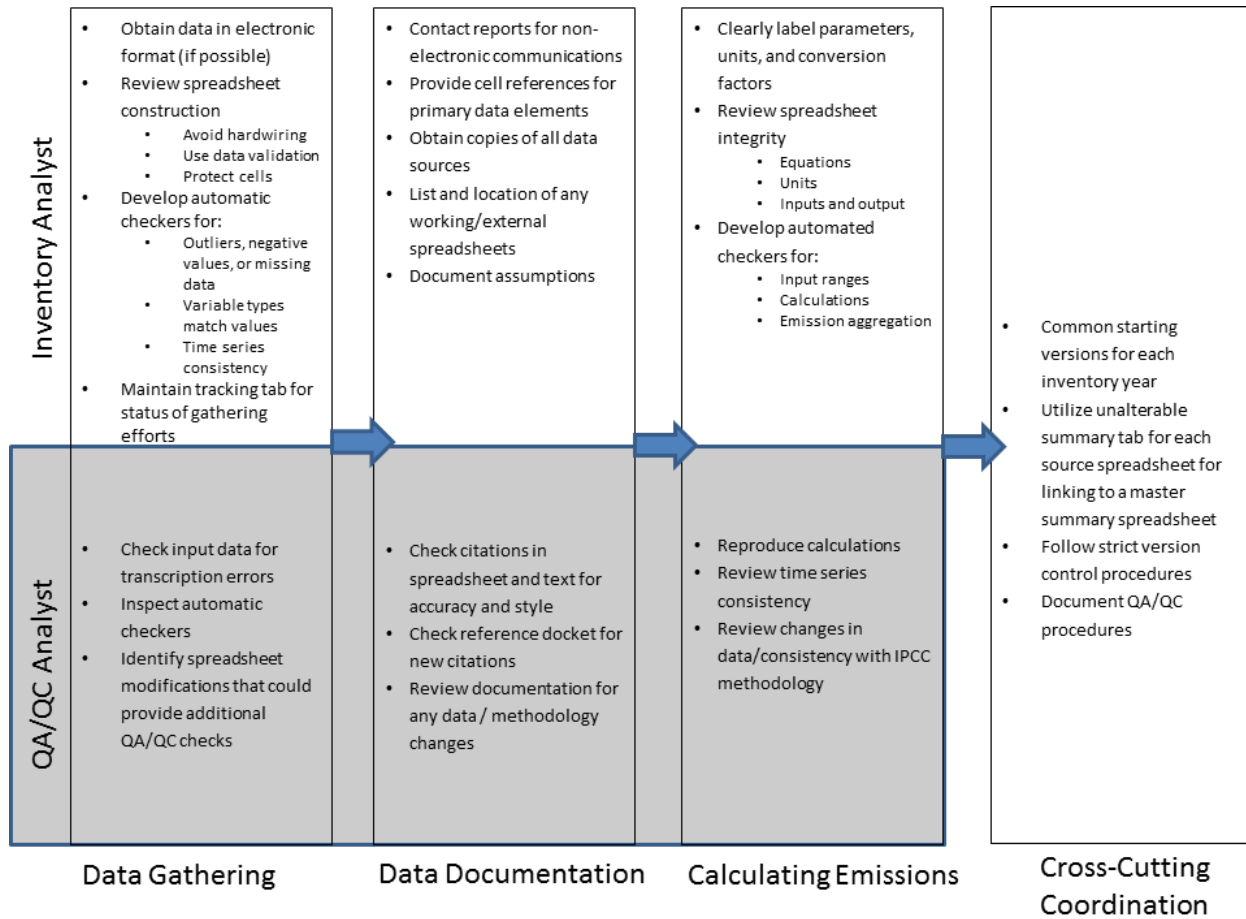 Inventory Analyst
• Obtain data in electronic
format (if possible)
• Review spreadsheet
construction
• Avoid hardwiring
• Use data validation
• Protect cells
• Develop automatic
checkers for:
• Outliers, negative
values, or missing
data
• Variable types
match values
• Time series
consistency
• Maintain tracking tab for
status of gathering
efforts
• Contact reports for non-
electronic communications
• Provide cell references for
primary data elements
• Obtain copies of all data
sources
• List and location of any
working/external
spreadsheets
• Document assumptions
• Clearly label parameters,
units, and conversion
factors
• Review spreadsheet
integrity
• Equations
• Units
• Inputs and output
• Develop automated
checkers for:
• Input ranges
• Calculations
• Emission aggregation
QA/QC Analyst
• Check input data for
transcription errors
• Inspect automatic
checkers
• Identify spreadsheet
modifications that could
provide additional
QA/QC checks
• Check citations in
spreadsheet and text for
accuracy and style
• Check reference docket for
new citations
• Review documentation for
any data / methodology
changes
• Reproduce calculations
• Review time series
consistency
• Review changes in
data/consistency with IPCC
methodology
• Common starting
versions for each
inventory year
• Utilize unalterable
summary tab for each
source spreadsheet for
linking to a master
summary spreadsheet
• Follow strict version
control procedures
• Document QA/QC
procedures
Data Gathering
Data Documentation
Calculating Emissions
Cross-Cutting
Coordination